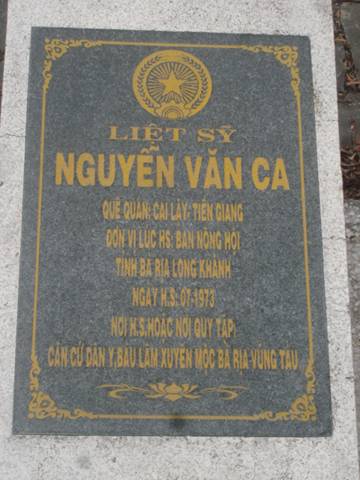 LIỆT SỸ
NGUYỄN VĂN CA
QUÊ QUÁN: CAI LẬY- TIỀN GIANG
ĐƠN VỊ LÚC HS: BAN NÔNG HỘI
TỈNH BÀ RỊA LONG KHÁNH
NGÀY H.S: 07-1973
NƠI H.S.HOẶC NƠI QUY TẬP:
CĂN CỨ DÂN Y,BÀU LÂM XUYÊN MỘC BÀ RỊA VŨNG TÀU